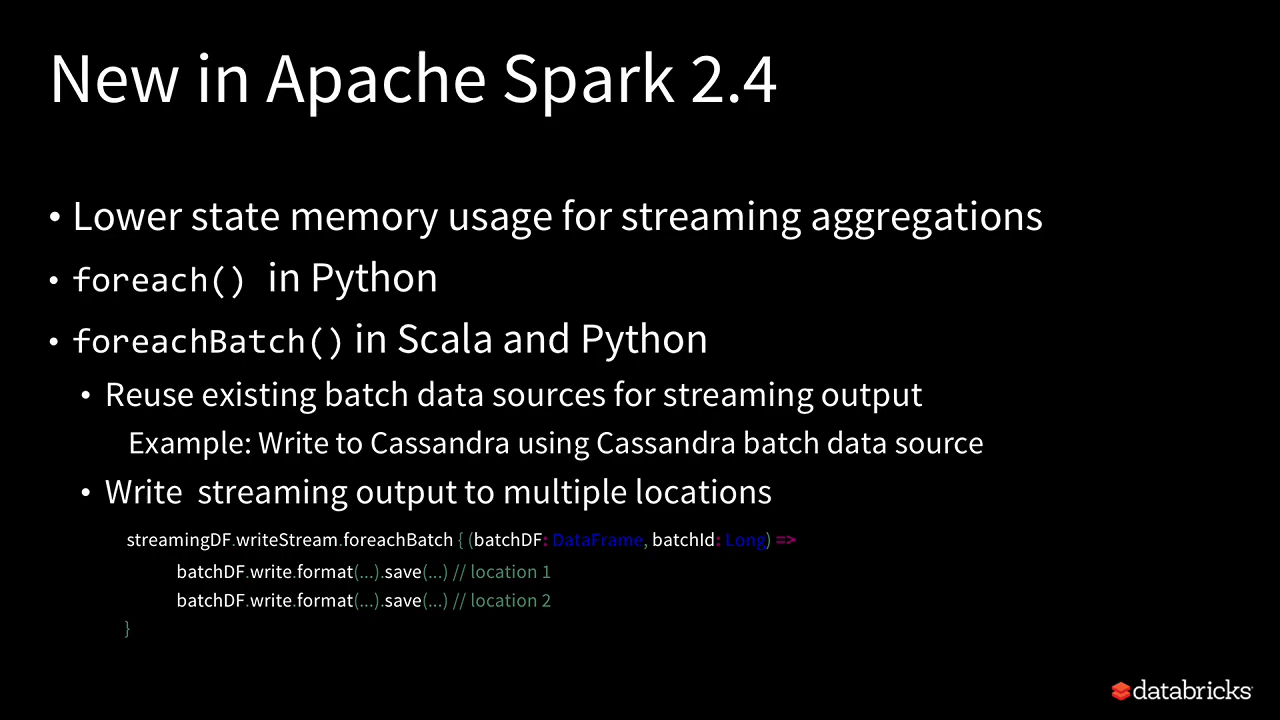 New in Apache Spark 2.4
• Lower state memory usage for streaming aggregations
• foreach() in Python
• foreachBatch() in Scala and Python
• Reuse existing batch data sources for streaming output
Example: Write to Cassandra using Cassandra batch data source
• Write streaming output to multiple locations
streamingDF.writeStream.foreachBatch { (batchDF: DataFrame, batchId: Long) =>
batchDF.write.format(...).save(...) // location 1
batchDF.write.format(...).save(...) // location 2
}
databricks